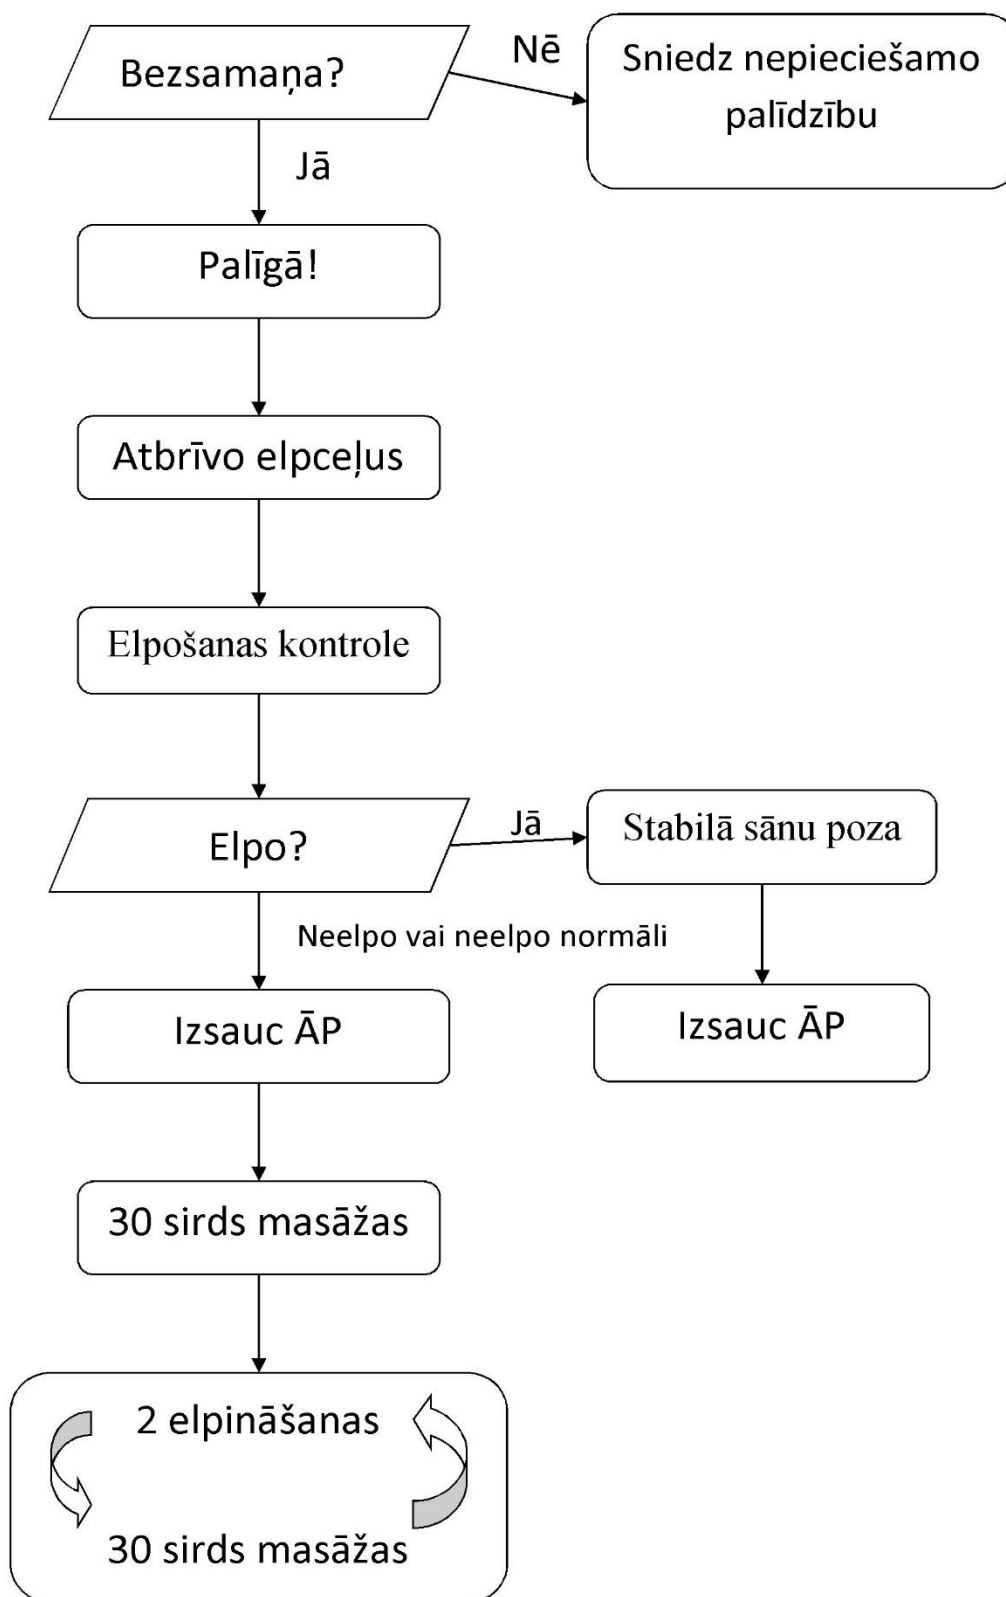 Bezsamaņa?
Nē
Sniedz nepieciešamo
palīdzību
Jā
Palīgā!
Atbrīvo elpceļus
Elpošanas kontrole
Elpo?
Jā
Stabilā sānu poza
Neelpo vai neelpo normāli
Izsauc ĀP
Izsauc ĀP
30 sirds masāžas
2 elpināšanas
30 sirds masāžas